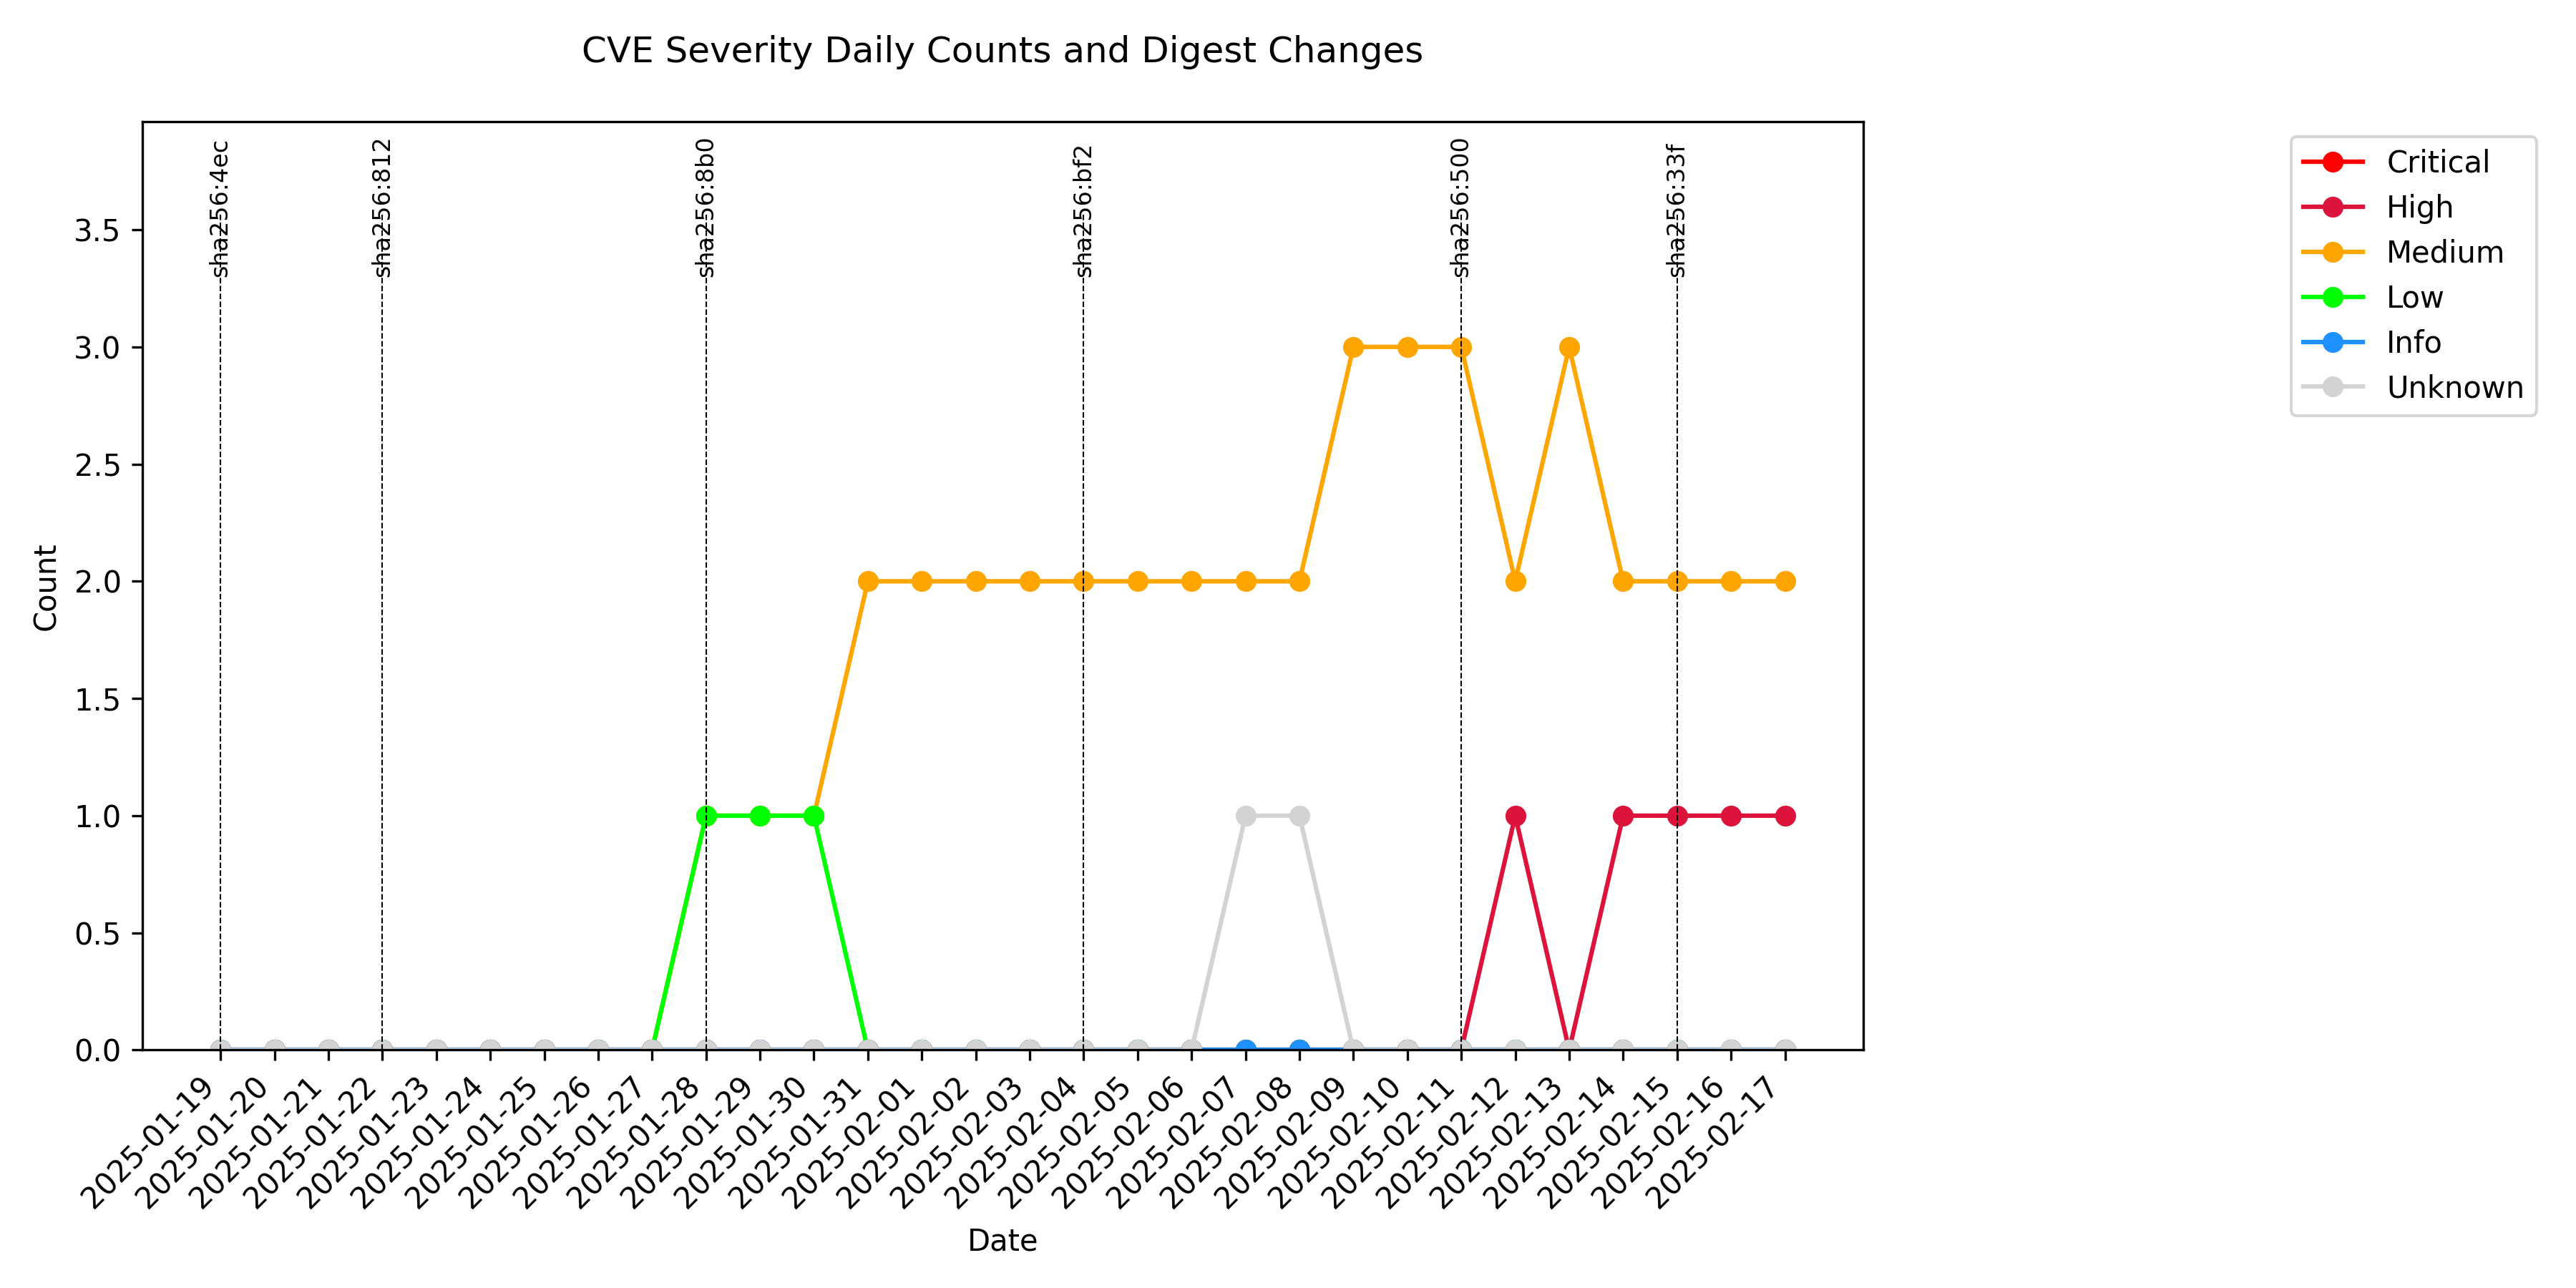 CVE Severity Daily Counts and Digest Changes
sha256:4ec
sha256:812
sha256:8b0
sha256:bf2
sha256:500
sha256:33f
Critical
High
Medium
Low
Info
Unknown
3.5
3.0
2.5
2.0
1.5
1.0
0.5
0.0
Count
2025-01-19
2025-01-20
2025-01-21
2025-01-22
2025-01-23
2025-01-24
2025-01-25
2025-01-26
2025-01-27
2025-01-28
2025-01-29
2025-01-30
2025-01-31
2025-02-01
2025-02-02
2025-02-03
2025-02-04
2025-02-05
2025-02-06
2025-02-07
2025-02-08
2025-02-09
2025-02-10
2025-02-11
2025-02-12
2025-02-13
2025-02-14
2025-02-15
2025-02-16
2025-02-17
Date